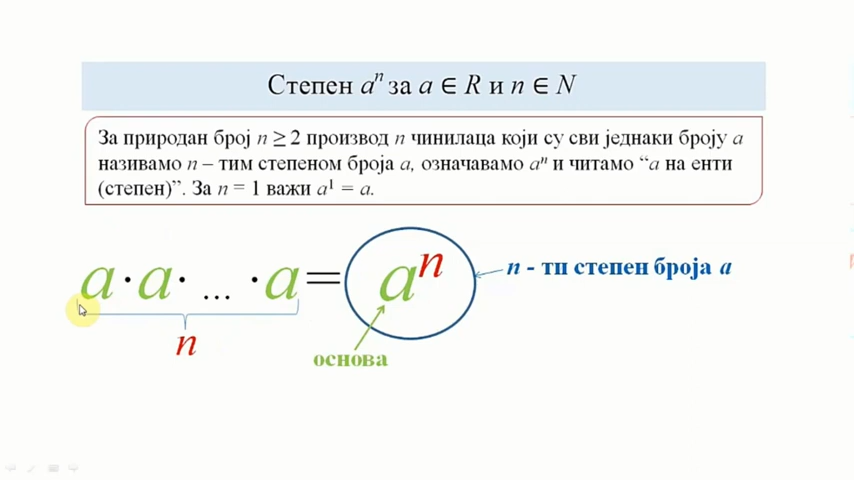 Степен aⁿ за a ∈ R и n ∈ N
За природан број n ≥ 2 производ n чинилаца који су сви једнаки броју a
називамо n – тим степеном броја a, означавамо aⁿ и читамо “a на енти
(степен)”. За n = 1 важи a¹ = a.
a · a · ... · a = aⁿ
n - ти степен броја a
n
основа